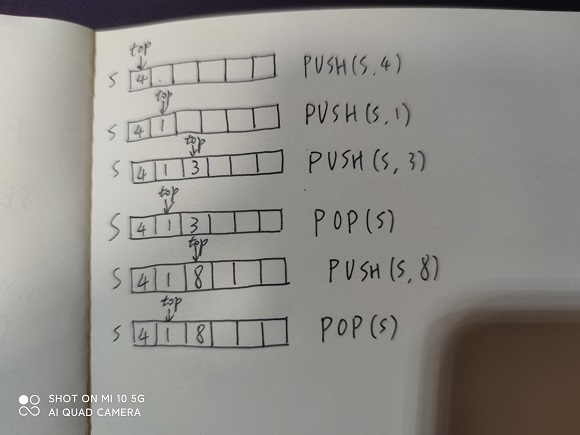 top
S 4 PUSH(S,4)
top
S 4 1 PUSH(S,1)
top
S 4 1 3 PUSH(S,3)
top
S 4 1 3 POP(S)
top
S 4 1 8 PUSH(S,8)
top
S 4 1 8 POP(S)
SHOT ON MI 10 5G
AI QUAD CAMERA